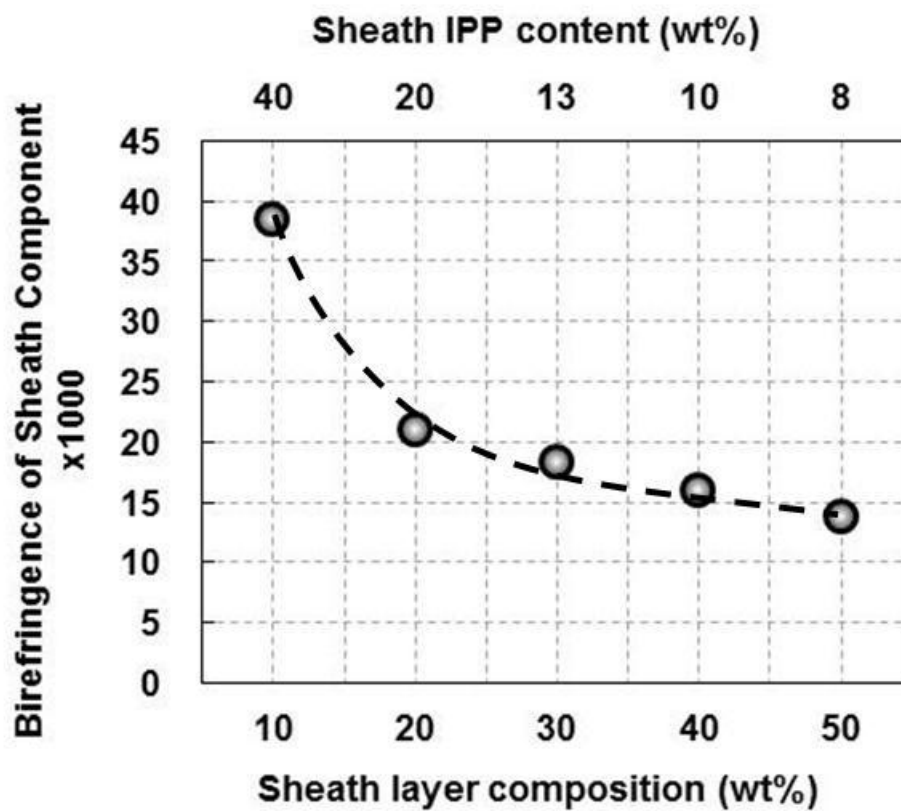 Sheath IPP content (wt%)
40 20 13 10 8
Birefringence of Sheath Component
x1000
45
40
35
30
25
20
15
10
5
0
10 20 30 40 50
Sheath layer composition (wt%)